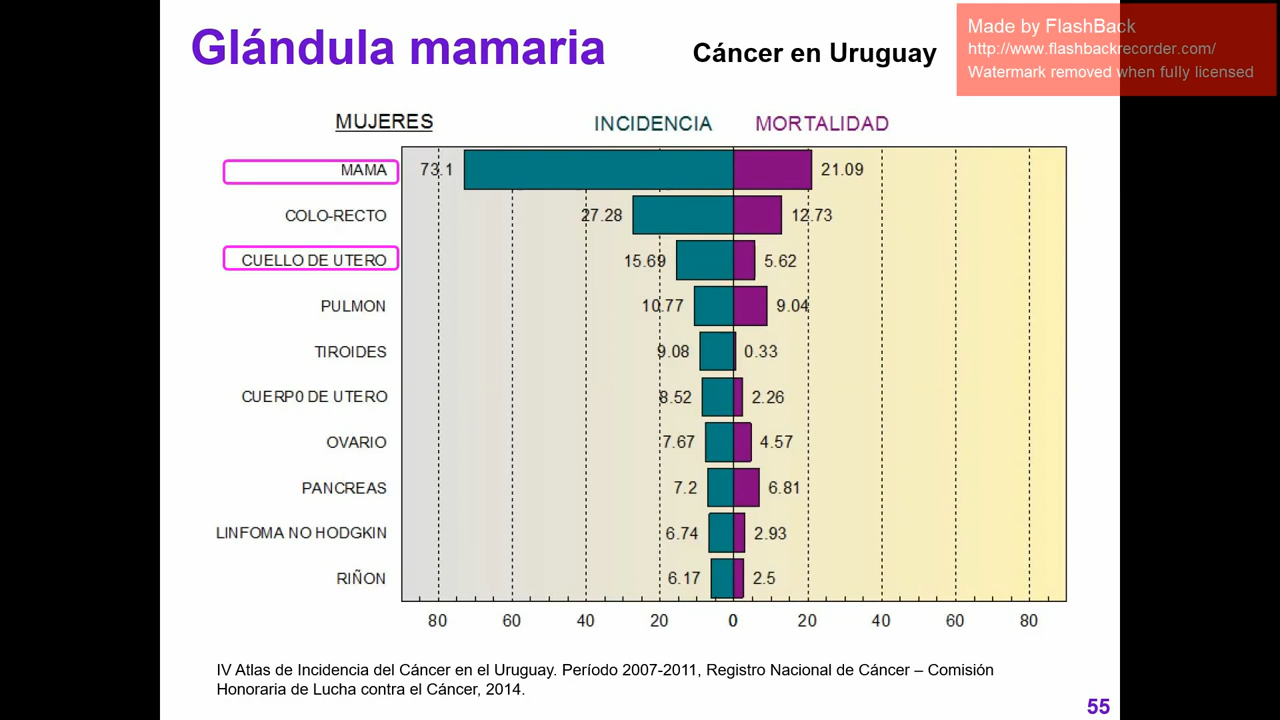 Glándula mamaria
Cáncer en Uruguay
Made by FlashBack
http://www.flashbackrecorder.com/
Watermark removed when fully licensed
MUJERES
INCIDENCIA
MORTALIDAD
MAMA 73.1 21.09
COLO-RECTO 27.28 12.73
CUELLO DE UTERO 15.69 5.62
PULMON 10.77 9.04
TIROIDES 9.08 0.33
CUERP0 DE UTERO 8.52 2.26
OVARIO 7.67 4.57
PANCREAS 7.2 6.81
LINFOMA NO HODGKIN 6.74 2.93
RIÑON 6.17 2.5
80 60 40 20 0 20 40 60 80
IV Atlas de Incidencia del Cáncer en el Uruguay. Período 2007-2011, Registro Nacional de Cáncer – Comisión
Honoraria de Lucha contra el Cáncer, 2014.
55